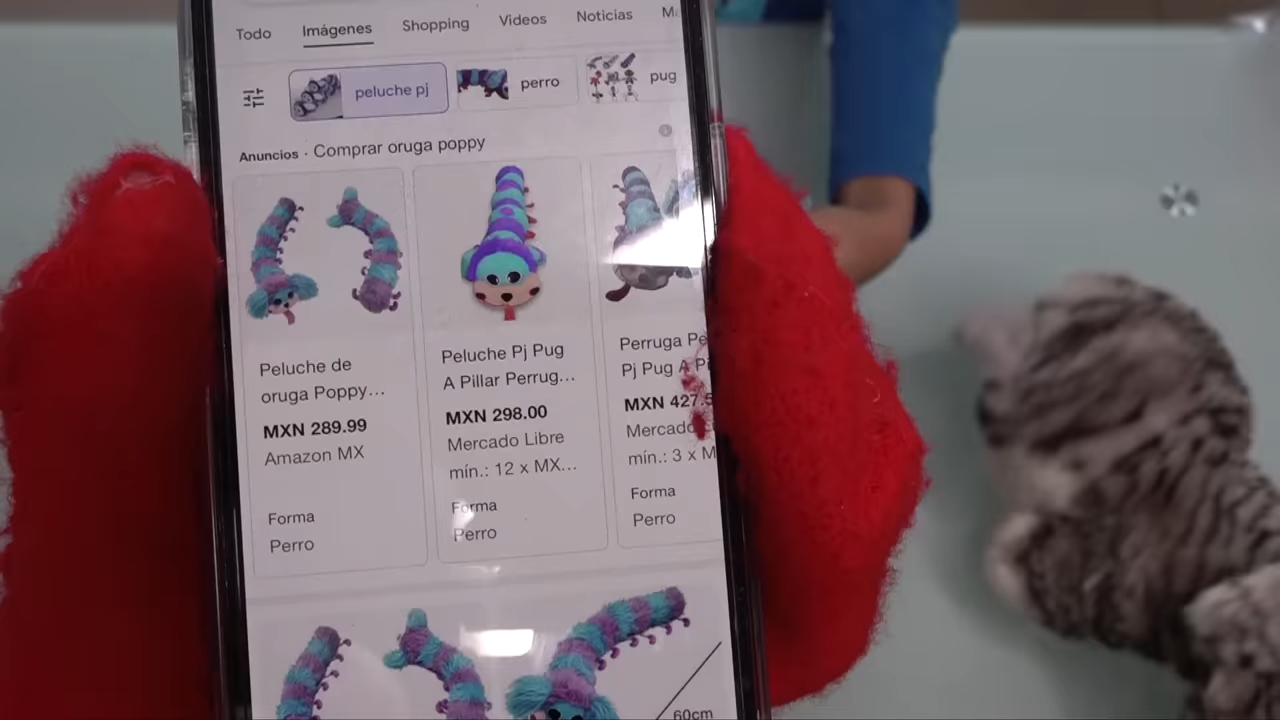 Todo Imágenes Shopping Videos Noticias
peluche pj perro pug
Anuncios · Comprar oruga poppy
Peluche de
oruga Poppy...
MXN 289.99
Amazon MX
Forma
Perro
Peluche Pj Pug
A Pillar Perrug...
MXN 298.00
Mercado Libre
mín.: 12 x MX...
Forma
Perro
Perruga Pe
Pj Pug A Pi
MXN 427.5
Mercado
mín.: 3 x M
Forma
Perro
60cm